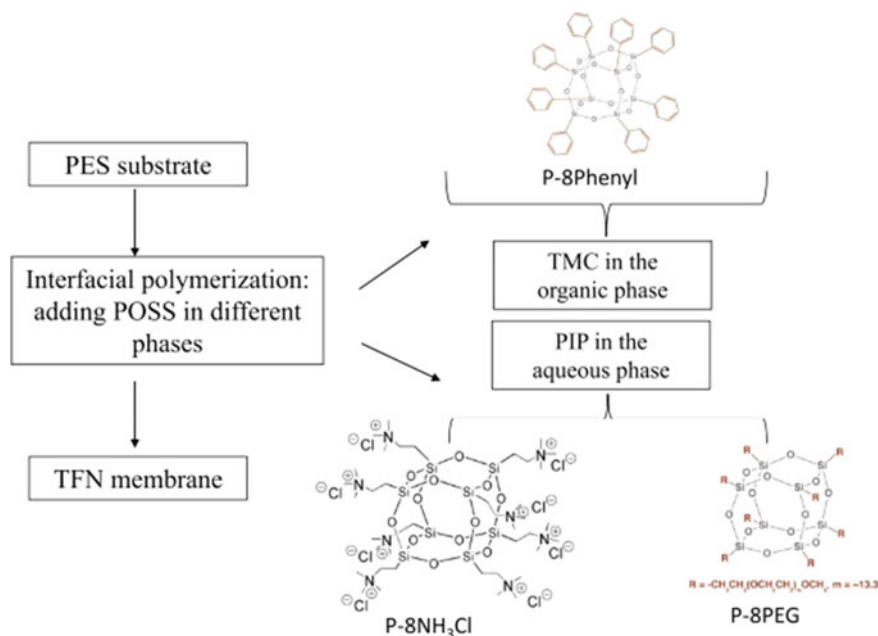 P-8Phenyl
PES substrate
Interfacial polymerization:
adding POSS in different
phases
TFN membrane
TMC in the
organic phase
PIP in the
aqueous phase
P-8NH₃Cl
R = -CH₂CH₂(OCH₂CH₂)ₘOCH₃, m = ~13.3
P-8PEG